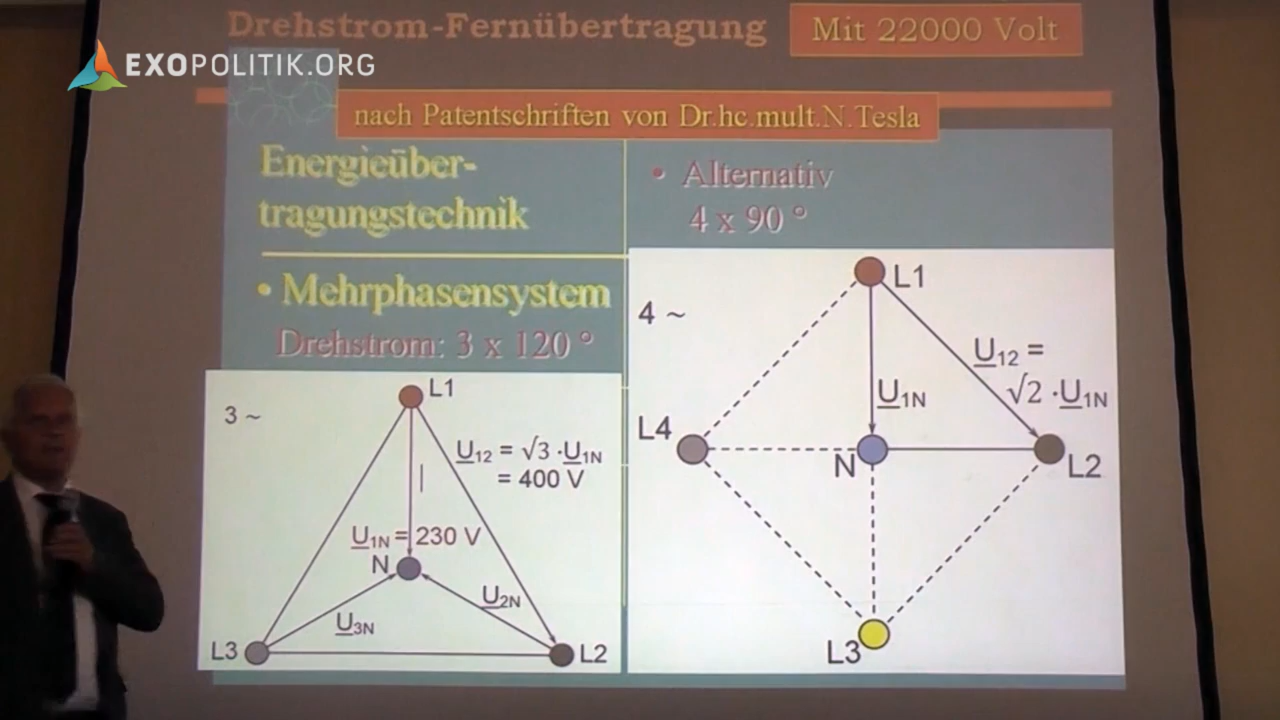 Drehstrom-Fernübertragung
Mit 22000 Volt
EXOPOLITIK.ORG
nach Patentschriften von Dr.hc.mult.N.Tesla
Energieüber-
tragungstechnik
• Mehrphasensystem
Drehstrom: 3 x 120 °
3 ~
L1
U12 = √3 ·U1N
= 400 V
U1N = 230 V
N
U2N
U3N
L3
L2
• Alternativ
4 x 90 °
4 ~
L1
U12 =
√2 ·U1N
U1N
L4
N
L2
L3